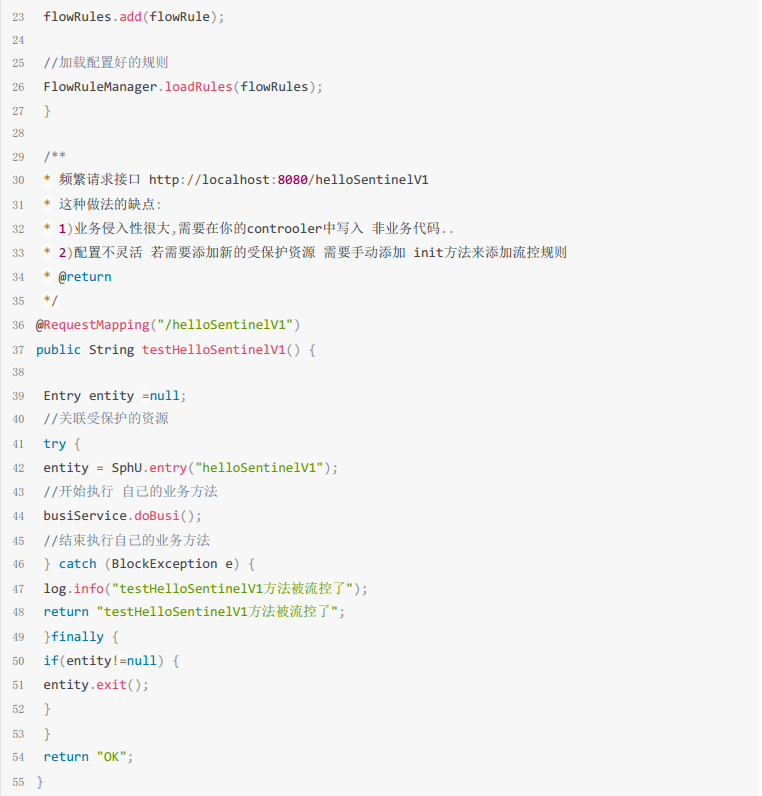 23 flowRules.add(flowRule);
24
25 //加载配置好的规则
26 FlowRuleManager.loadRules(flowRules);
27 }
28
29 /**
30 * 频繁请求接口 http://localhost:8080/helloSentinelV1
31 * 这种做法的缺点:
32 * 1)业务侵入性很大,需要在你的controoler中写入 非业务代码..
33 * 2)配置不灵活 若需要添加新的受保护资源 需要手动添加 init方法来添加流控规则
34 * @return
35 */
36 @RequestMapping("/helloSentinelV1")
37 public String testHelloSentinelV1() {
38
39 Entry entity =null;
40 //关联受保护的资源
41 try {
42 entity = SphU.entry("helloSentinelV1");
43 //开始执行 自己的业务方法
44 busiService.doBusi();
45 //结束执行自己的业务方法
46 } catch (BlockException e) {
47 log.info("testHelloSentinelV1方法被流控了");
48 return "testHelloSentinelV1方法被流控了";
49 }finally {
50 if(entity!=null) {
51 entity.exit();
52 }
53 }
54 return "OK";
55 }